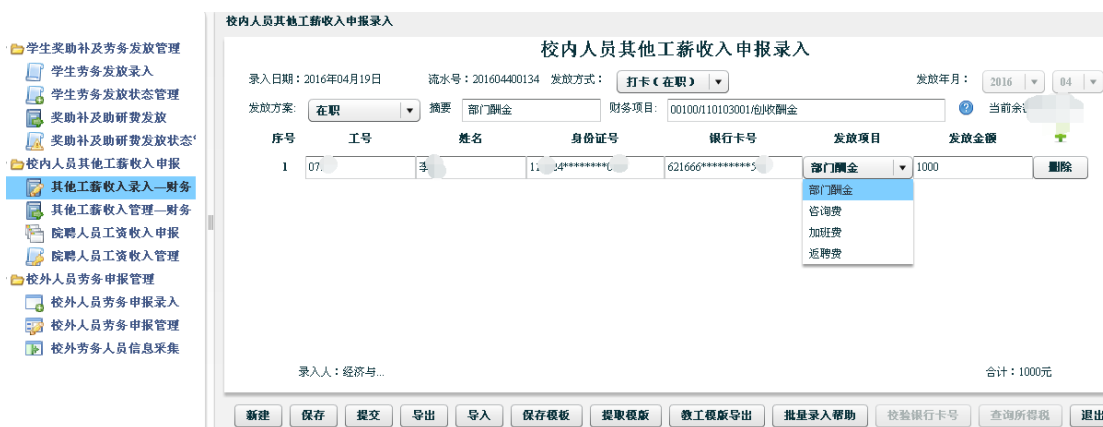 校内人员其他工薪收入申报录入
学生奖助补及劳务发放管理
学生劳务发放录入
学生劳务发放状态管理
奖助补及助研费发放
奖助补及助研费发放状态
校内人员其他工薪收入申报
其他工薪收入录入—财务
其他工薪收入管理—财务
院聘人员工资收入申报
院聘人员工资收入管理
校外人员劳务申报管理
校外人员劳务申报录入
校外人员劳务申报管理
校外劳务人员信息采集
校内人员其他工薪收入申报录入
录入日期：2016年04月19日 流水号：201604400134 发放方式： 打卡（在职） 发放年月： 2016 04
发放方案： 在职 摘要 部门酬金 财务项目： 00100/110103001/创收酬金 当前余
序号 工号 姓名 身份证号 银行卡号 发放项目 发放金额
1 07 李 621666*********5 部门酬金 1000 删除
部门酬金
咨询费
加班费
返聘费
录入人：经济与... 合计：1000元
新建 保存 提交 导出 导入 保存模板 提取模版 教工模版导出 批量录入帮助 校验银行卡号 查询所得税 退出